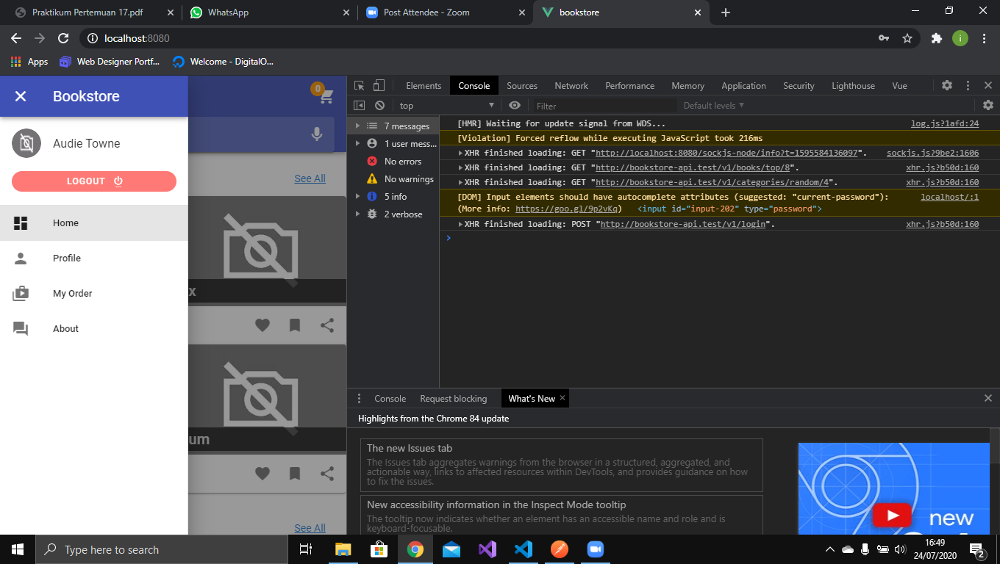 Praktikum Pertemuan 17.pdf
WhatsApp
Post Attendee - Zoom
bookstore
localhost:8080
i
Apps
Web Designer Portf...
Welcome - DigitalO...
Bookstore
Audie Towne
LOGOUT
Home
Profile
My Order
About
0
See All
x
um
See All
Elements
Console
Sources
Network
Performance
Memory
Application
Security
Lighthouse
Vue
top
Filter
Default levels
7 messages
1 user mess...
No errors
No warnings
5 info
2 verbose
[HMR] Waiting for update signal from WDS...
log.js?1afd:24
[Violation] Forced reflow while executing JavaScript took 216ms
XHR finished loading: GET "http://localhost:8080/sockjs-node/info?t=1595584136097".
sockjs.js?9be2:1606
XHR finished loading: GET "http://bookstore-api.test/v1/books/top/8".
xhr.js?b50d:160
XHR finished loading: GET "http://bookstore-api.test/v1/categories/random/4".
xhr.js?b50d:160
[DOM] Input elements should have autocomplete attributes (suggested: "current-password"):
localhost/:1
(More info: https://goo.gl/9p2vKq) <input id="input-202" type="password">
XHR finished loading: POST "http://bookstore-api.test/v1/login".
xhr.js?b50d:160
Console
Request blocking
What's New
Highlights from the Chrome 84 update
The new Issues tab
The Issues tab aggregates warnings from the browser in a structured, aggregated, and
actionable way, links to affected resources within DevTools, and provides guidance on how
to fix the issues.
New accessibility information in the Inspect Mode tooltip
The tooltip now indicates whether an element has an accessible name and role and is
keyboard-focusable.
new
Type here to search
16:49
24/07/2020
2